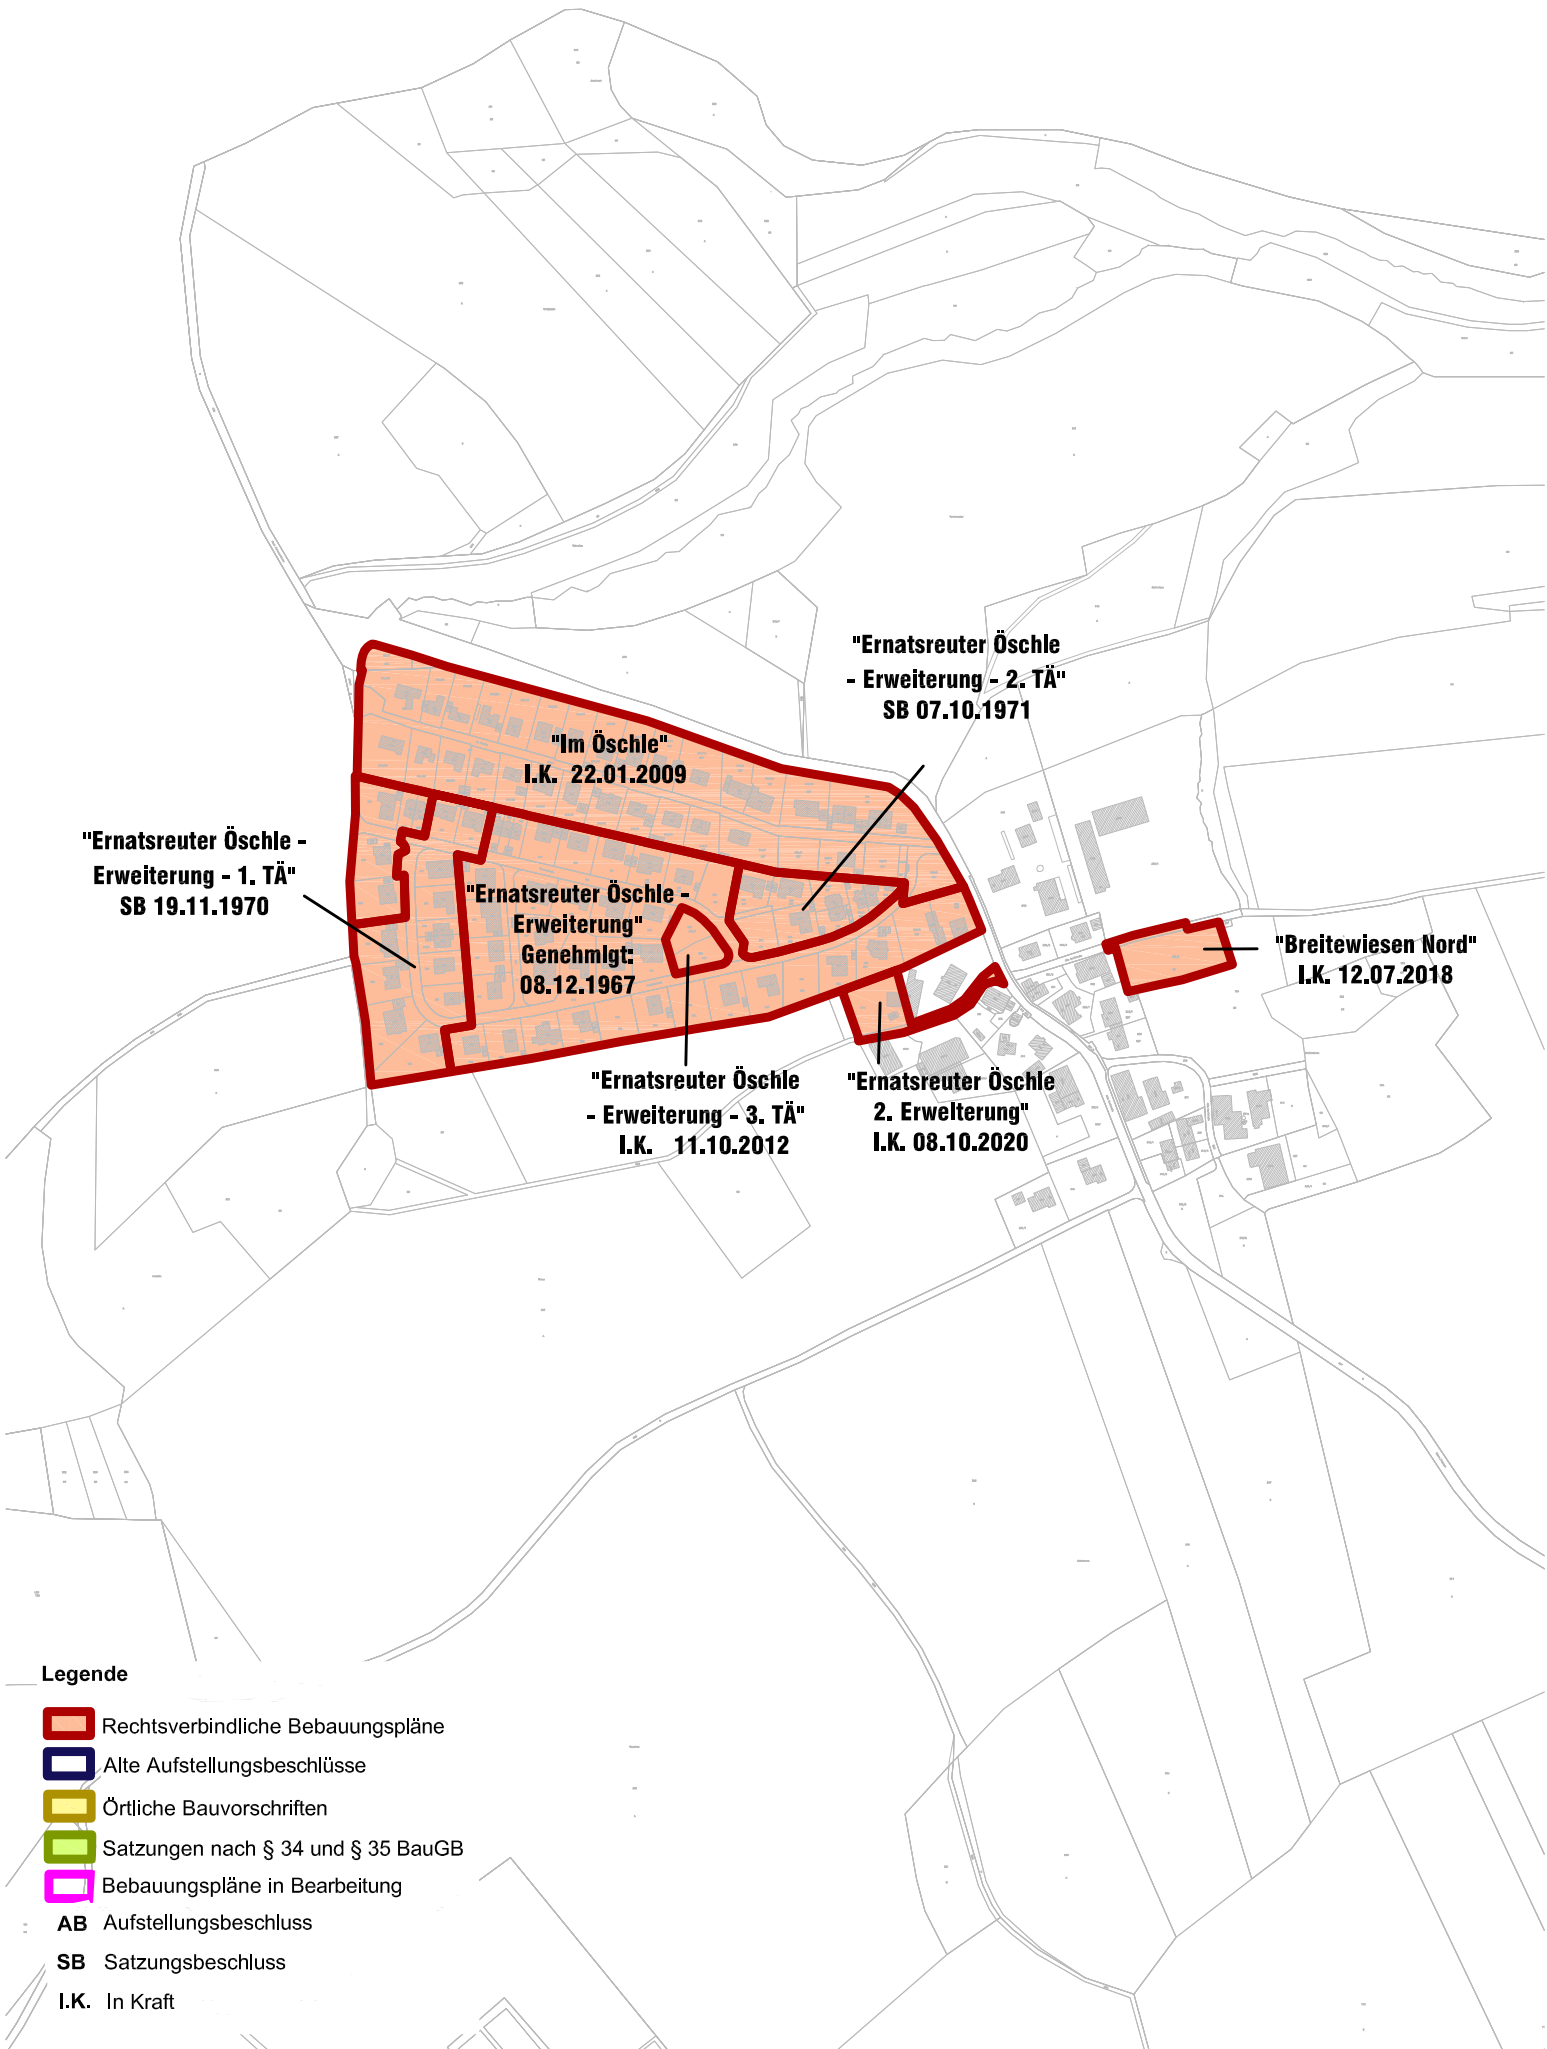 "Ernatsreuter Öschle
- Erweiterung - 2. TÄ"
SB 07.10.1971
"Im Öschle"
I.K. 22.01.2009
"Ernatsreuter Öschle -
Erweiterung - 1. TÄ"
SB 19.11.1970
"Ernatsreuter Öschle -
Erweiterung"
Genehmlgt:
08.12.1967
"Breitewiesen Nord"
I.K. 12.07.2018
"Ernatsreuter Öschle
- Erweiterung - 3. TÄ"
I.K. 11.10.2012
"Ernatsreuter Öschle
2. Erwelterung"
I.K. 08.10.2020
Legende
Rechtsverbindliche Bebauungspläne
Alte Aufstellungsbeschlüsse
Örtliche Bauvorschriften
Satzungen nach § 34 und § 35 BauGB
Bebauungspläne in Bearbeitung
AB Aufstellungsbeschluss
SB Satzungsbeschluss
I.K. In Kraft